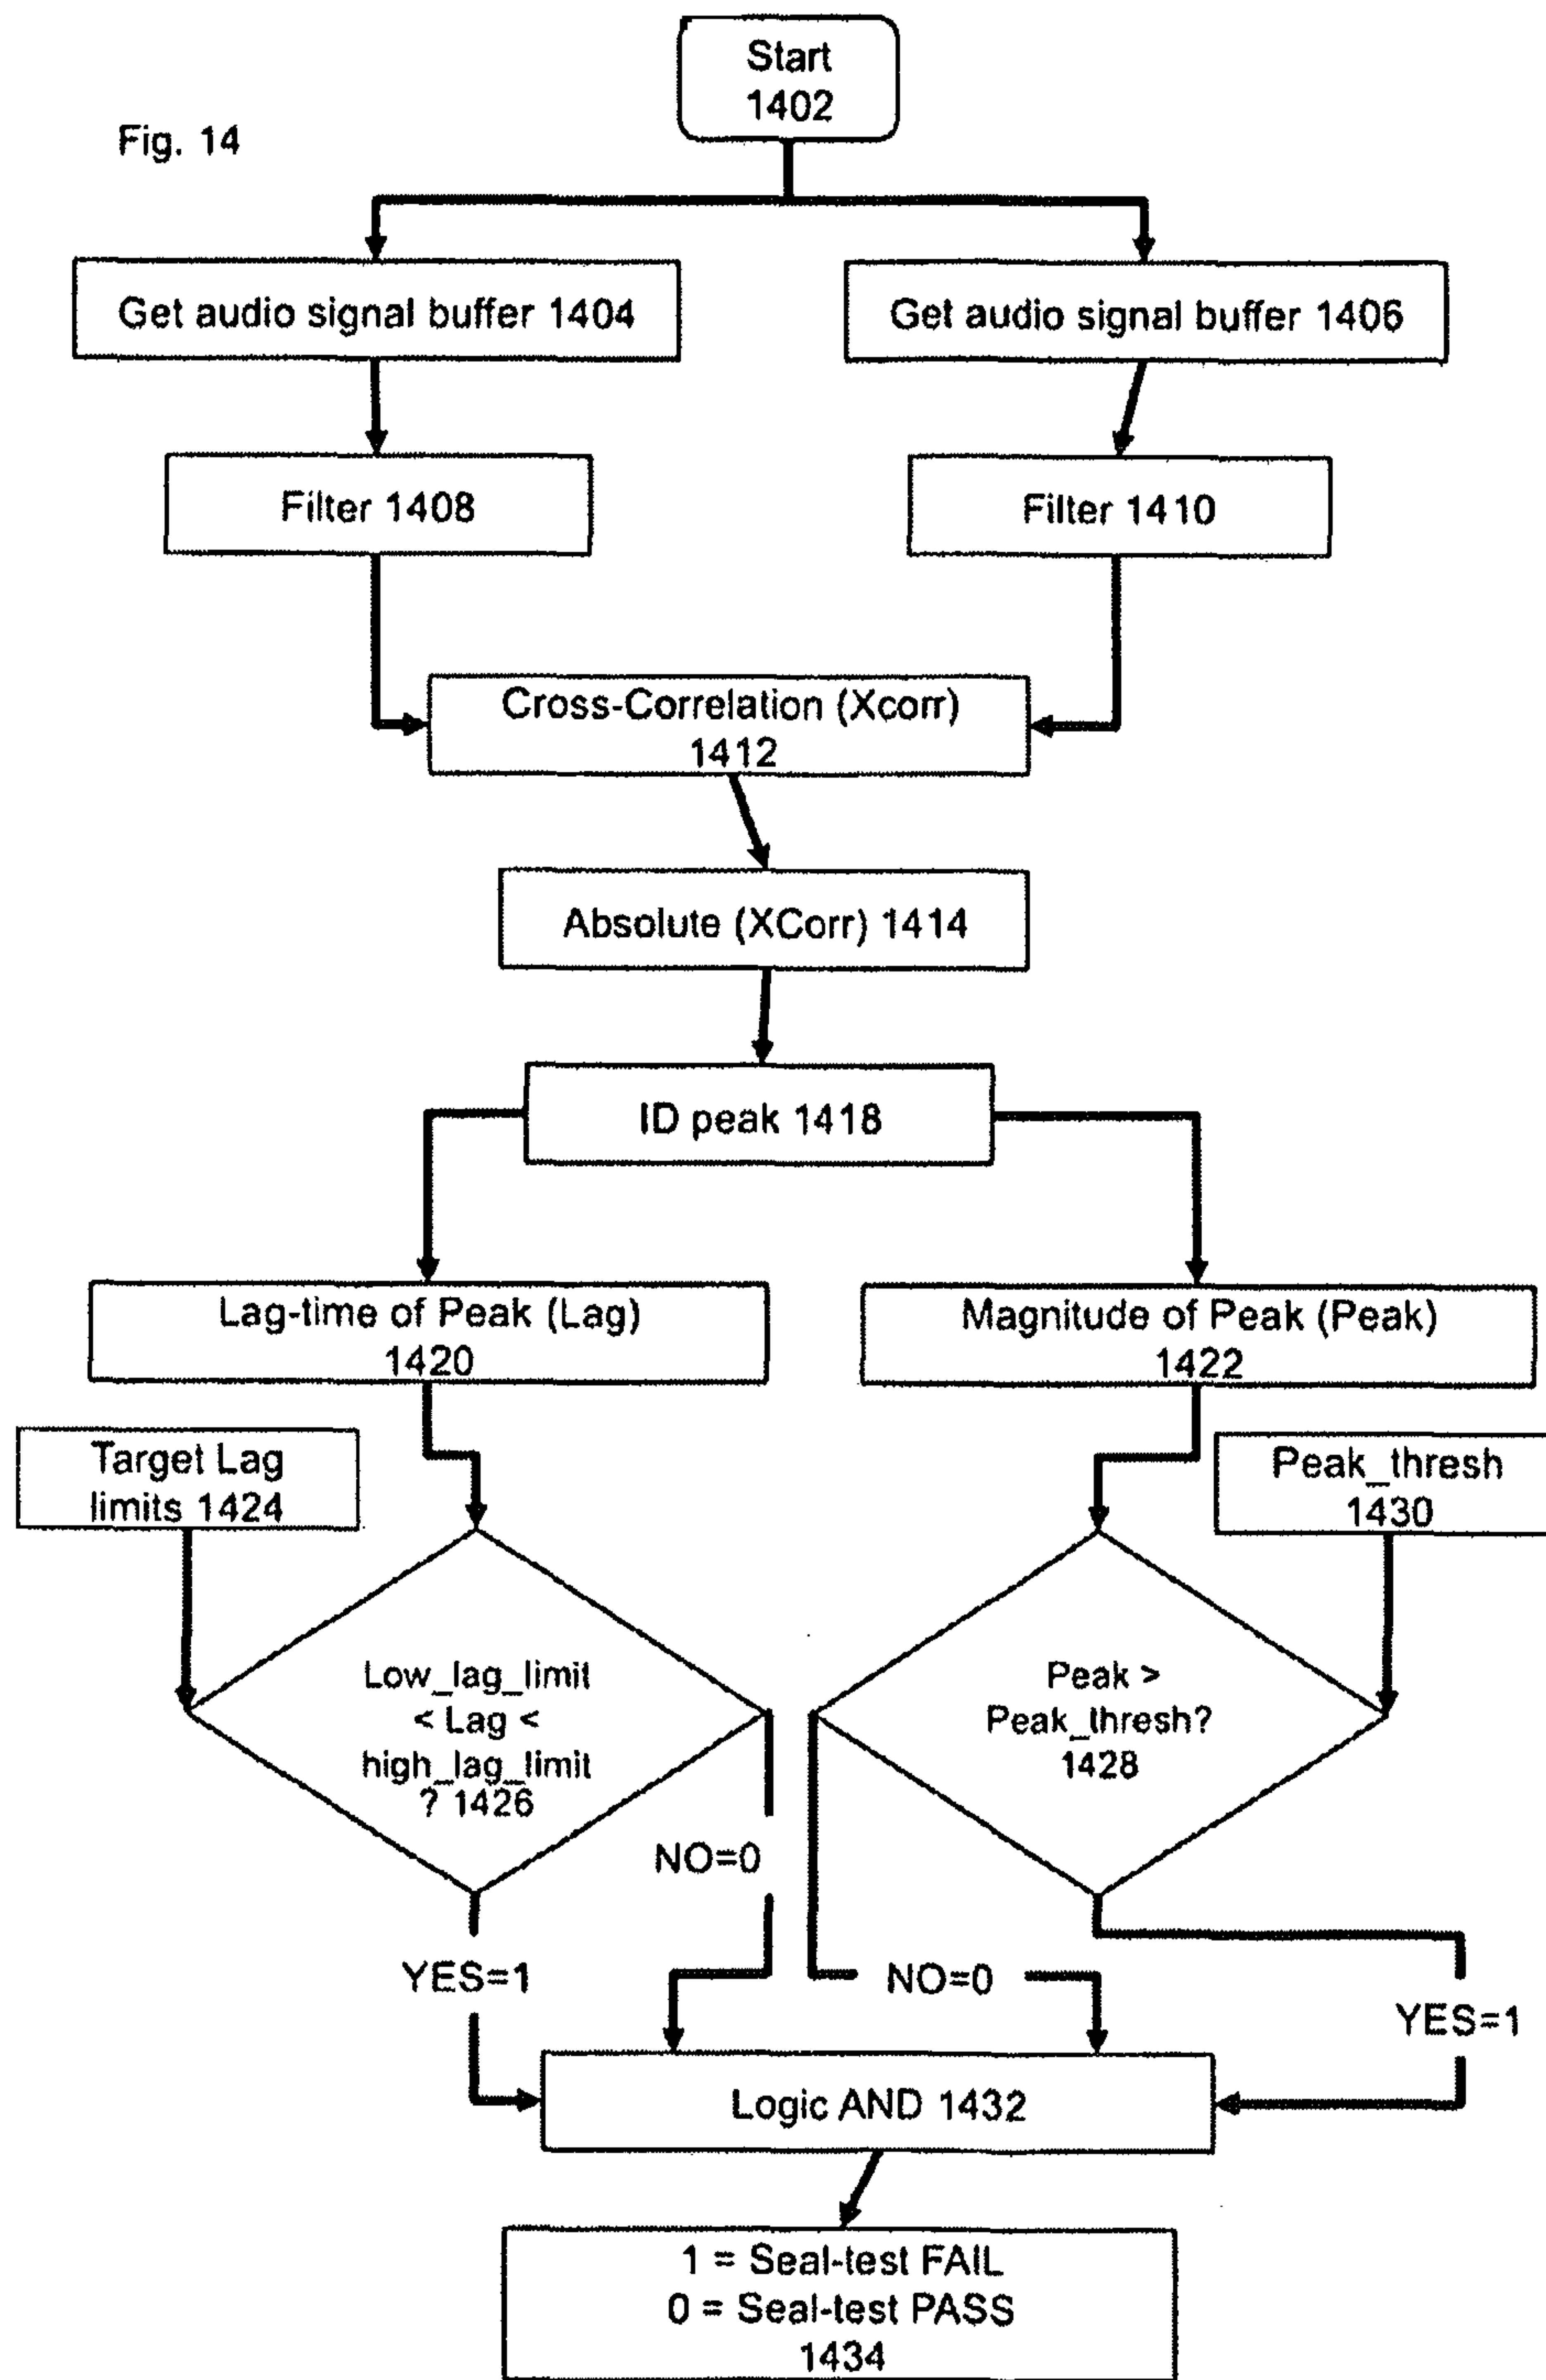 Start
1402
Fig. 14
Get audio signal buffer 1404
Get audio signal buffer 1406
Filter 1408
Filter 1410
Cross-Correlation (Xcorr)
1412
Absolute (XCorr) 1414
ID peak 1418
Lag-time of Peak (Lag)
1420
Magnitude of Peak (Peak)
1422
Target Lag
limits 1424
Peak_thresh
1430
Low_lag_limit
< Lag <
high_lag_limit
? 1426
Peak >
Peak_thresh?
1428
NO=0
YES=1
NO=0
YES=1
Logic AND 1432
1 = Seal-test FAIL
0 = Seal-test PASS
1434